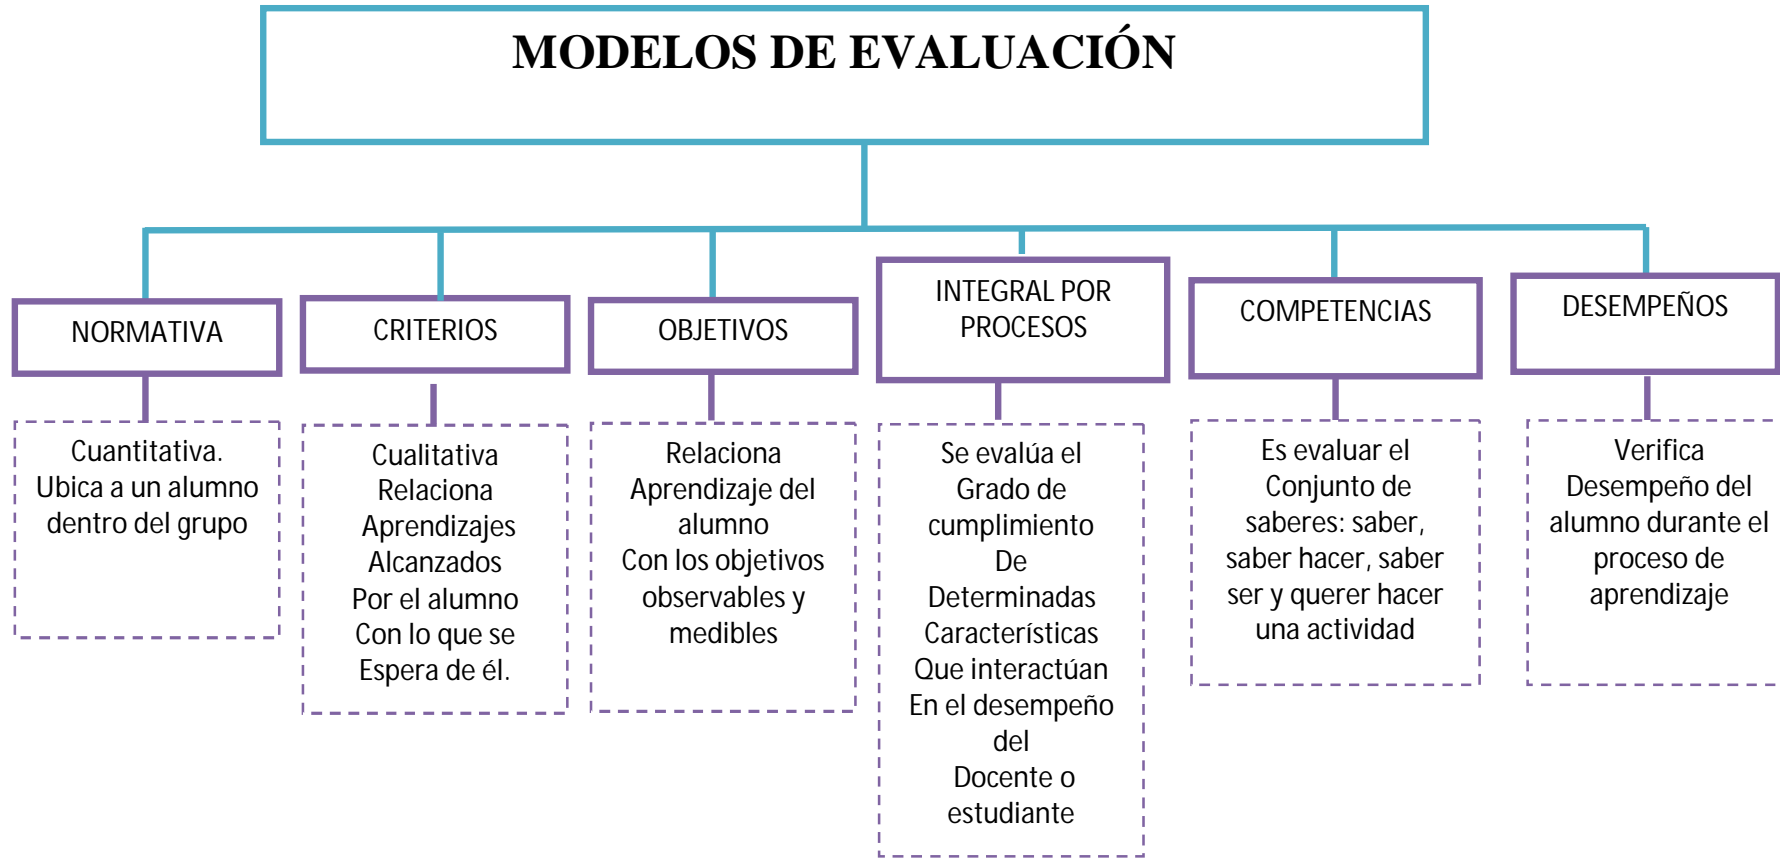 MODELOS DE EVALUACIÓN
NORMATIVA
CRITERIOS
OBJETIVOS
INTEGRAL POR
PROCESOS
COMPETENCIAS
DESEMPEÑOS
Cuantitativa.
Ubica a un alumno
dentro del grupo
Cualitativa
Relaciona
Aprendizajes
Alcanzados
Por el alumno
Con lo que se
Espera de él.
Relaciona
Aprendizaje del
alumno
Con los objetivos
observables y
medibles
Se evalúa el
Grado de
cumplimiento
De
Determinadas
Características
Que interactúan
En el desempeño
del
Docente o
estudiante
Es evaluar el
Conjunto de
saberes: saber,
saber hacer, saber
ser y querer hacer
una actividad
Verifica
Desempeño del
alumno durante el
proceso de
aprendizaje